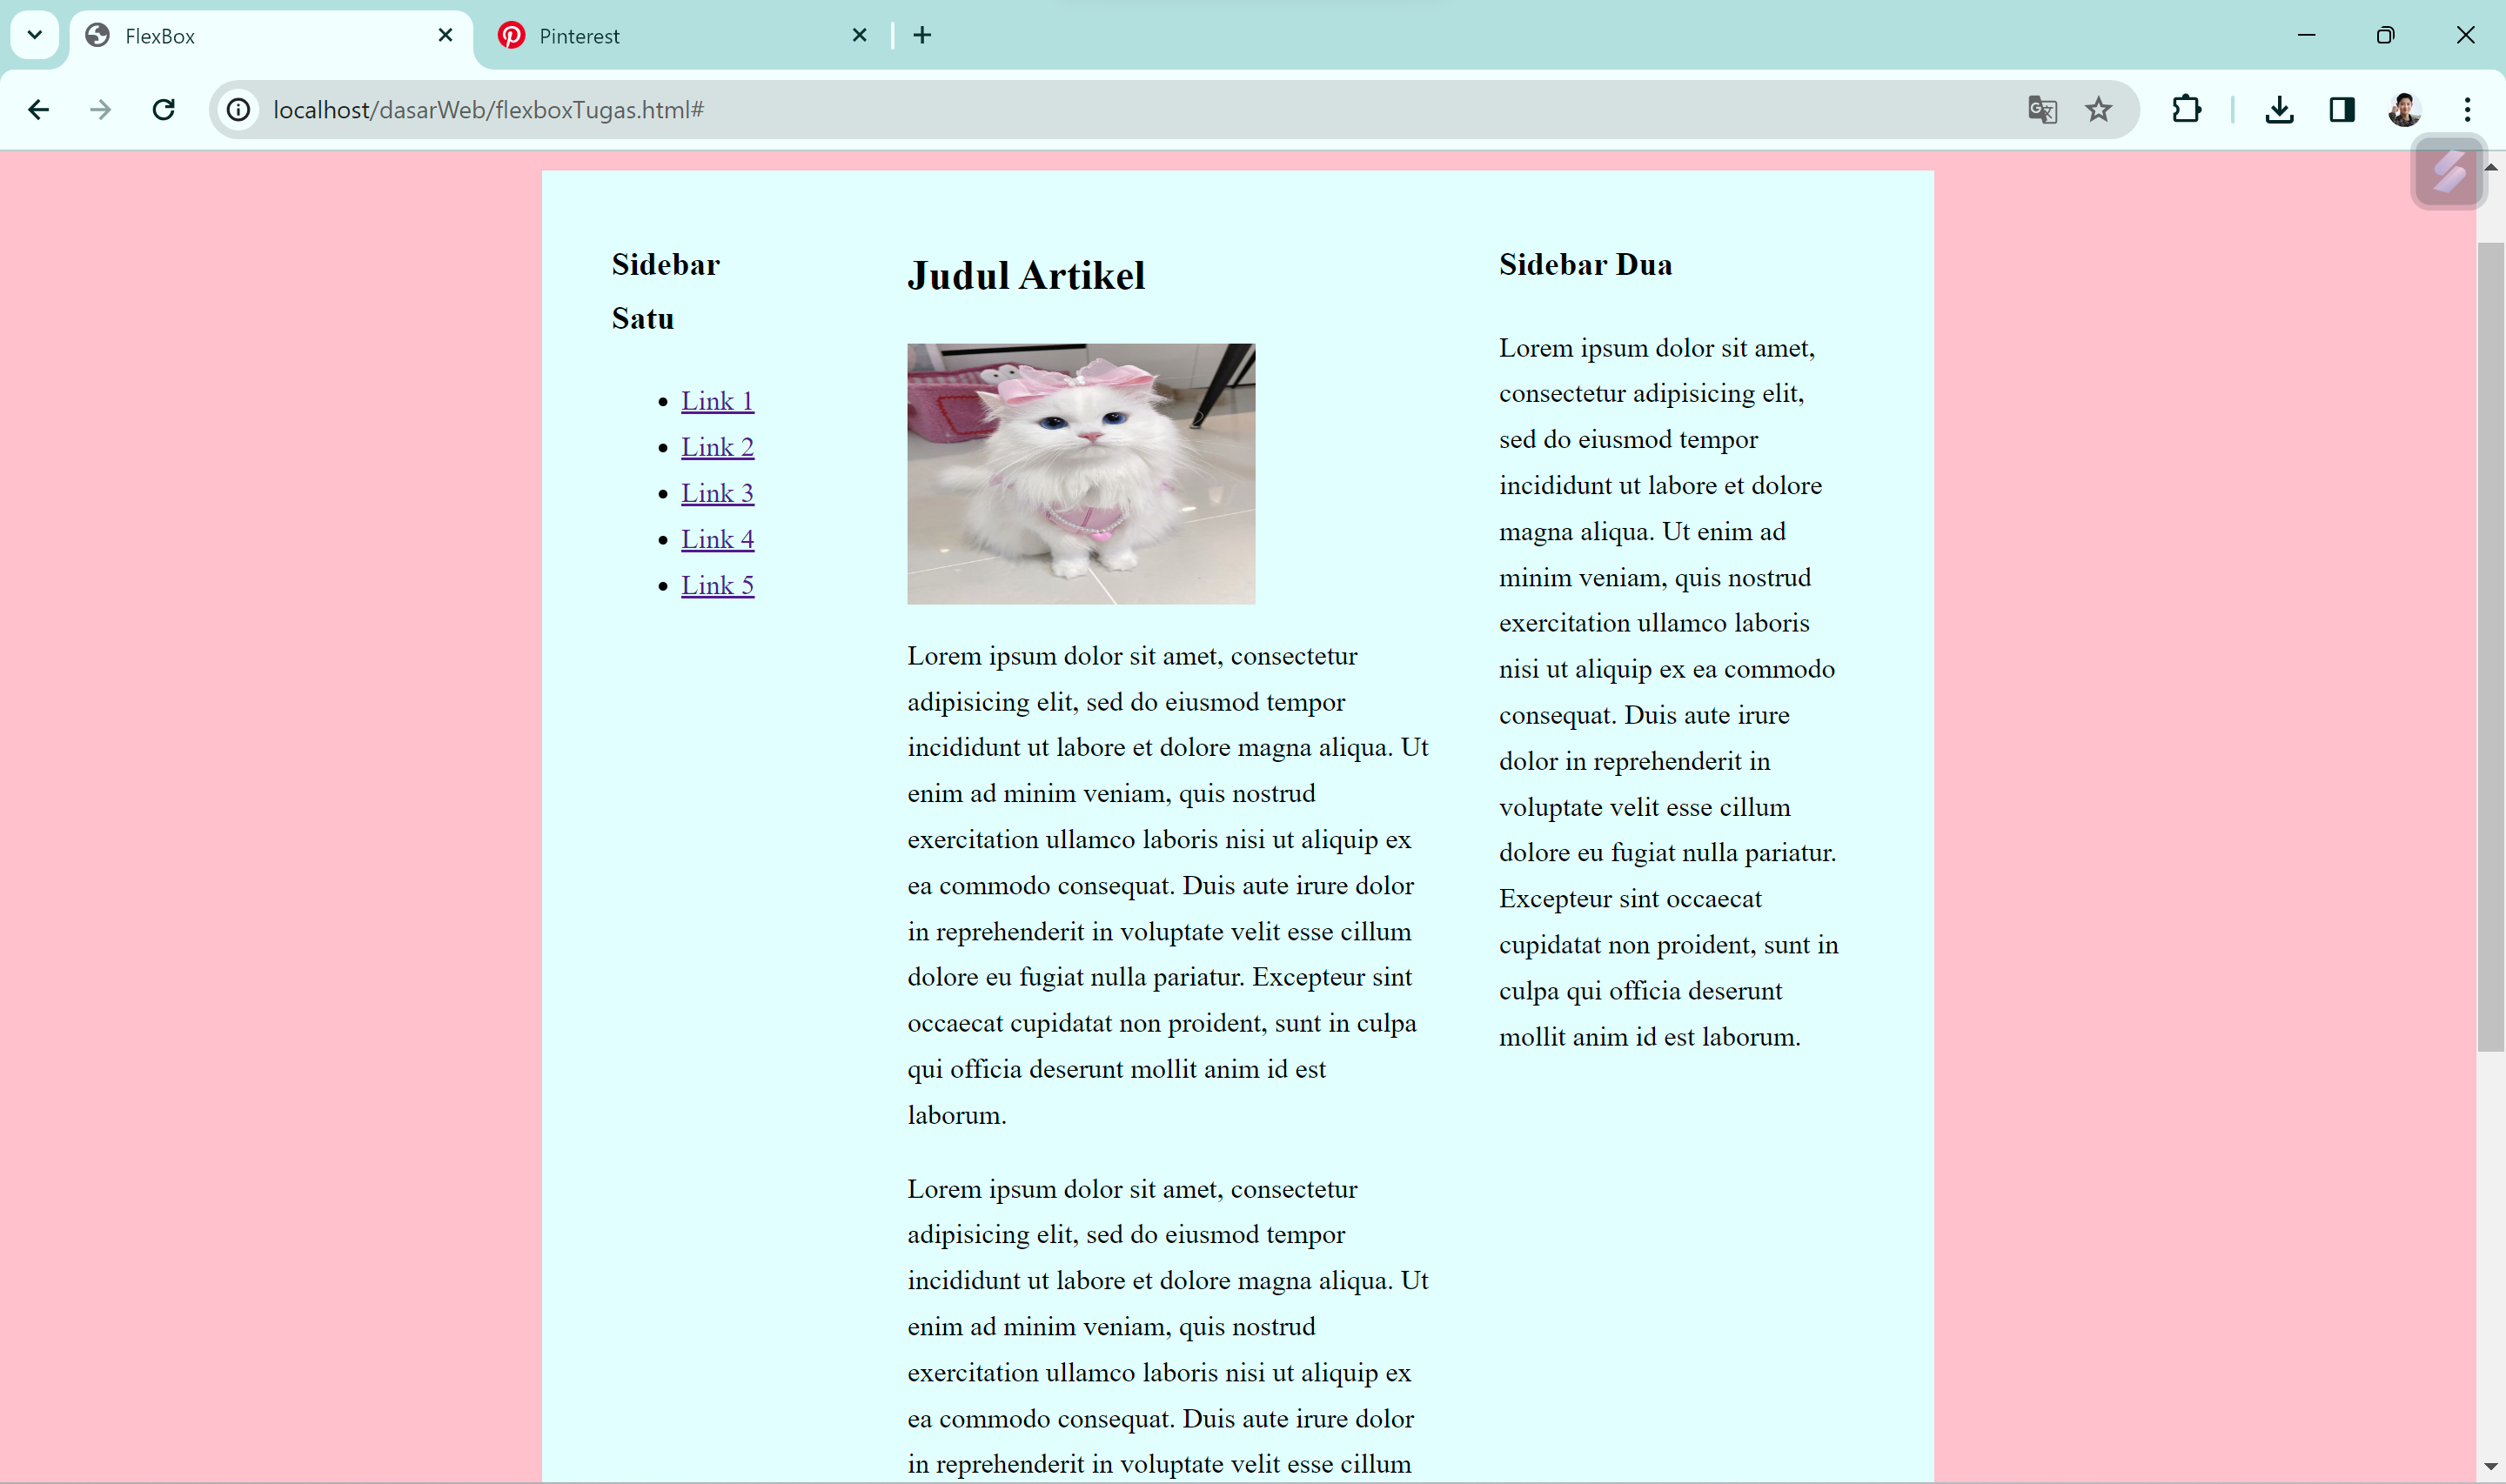 FlexBox
Pinterest
localhost/dasarWeb/flexboxTugas.html#
Sidebar
Satu
Link 1
Link 2
Link 3
Link 4
Link 5
Judul Artikel
Lorem ipsum dolor sit amet, consectetur
adipisicing elit, sed do eiusmod tempor
incididunt ut labore et dolore magna aliqua. Ut
enim ad minim veniam, quis nostrud
exercitation ullamco laboris nisi ut aliquip ex
ea commodo consequat. Duis aute irure dolor
in reprehenderit in voluptate velit esse cillum
dolore eu fugiat nulla pariatur. Excepteur sint
occaecat cupidatat non proident, sunt in culpa
qui officia deserunt mollit anim id est
laborum.
Lorem ipsum dolor sit amet, consectetur
adipisicing elit, sed do eiusmod tempor
incididunt ut labore et dolore magna aliqua. Ut
enim ad minim veniam, quis nostrud
exercitation ullamco laboris nisi ut aliquip ex
ea commodo consequat. Duis aute irure dolor
in reprehenderit in voluptate velit esse cillum
Sidebar Dua
Lorem ipsum dolor sit amet,
consectetur adipisicing elit,
sed do eiusmod tempor
incididunt ut labore et dolore
magna aliqua. Ut enim ad
minim veniam, quis nostrud
exercitation ullamco laboris
nisi ut aliquip ex ea commodo
consequat. Duis aute irure
dolor in reprehenderit in
voluptate velit esse cillum
dolore eu fugiat nulla pariatur.
Excepteur sint occaecat
cupidatat non proident, sunt in
culpa qui officia deserunt
mollit anim id est laborum.